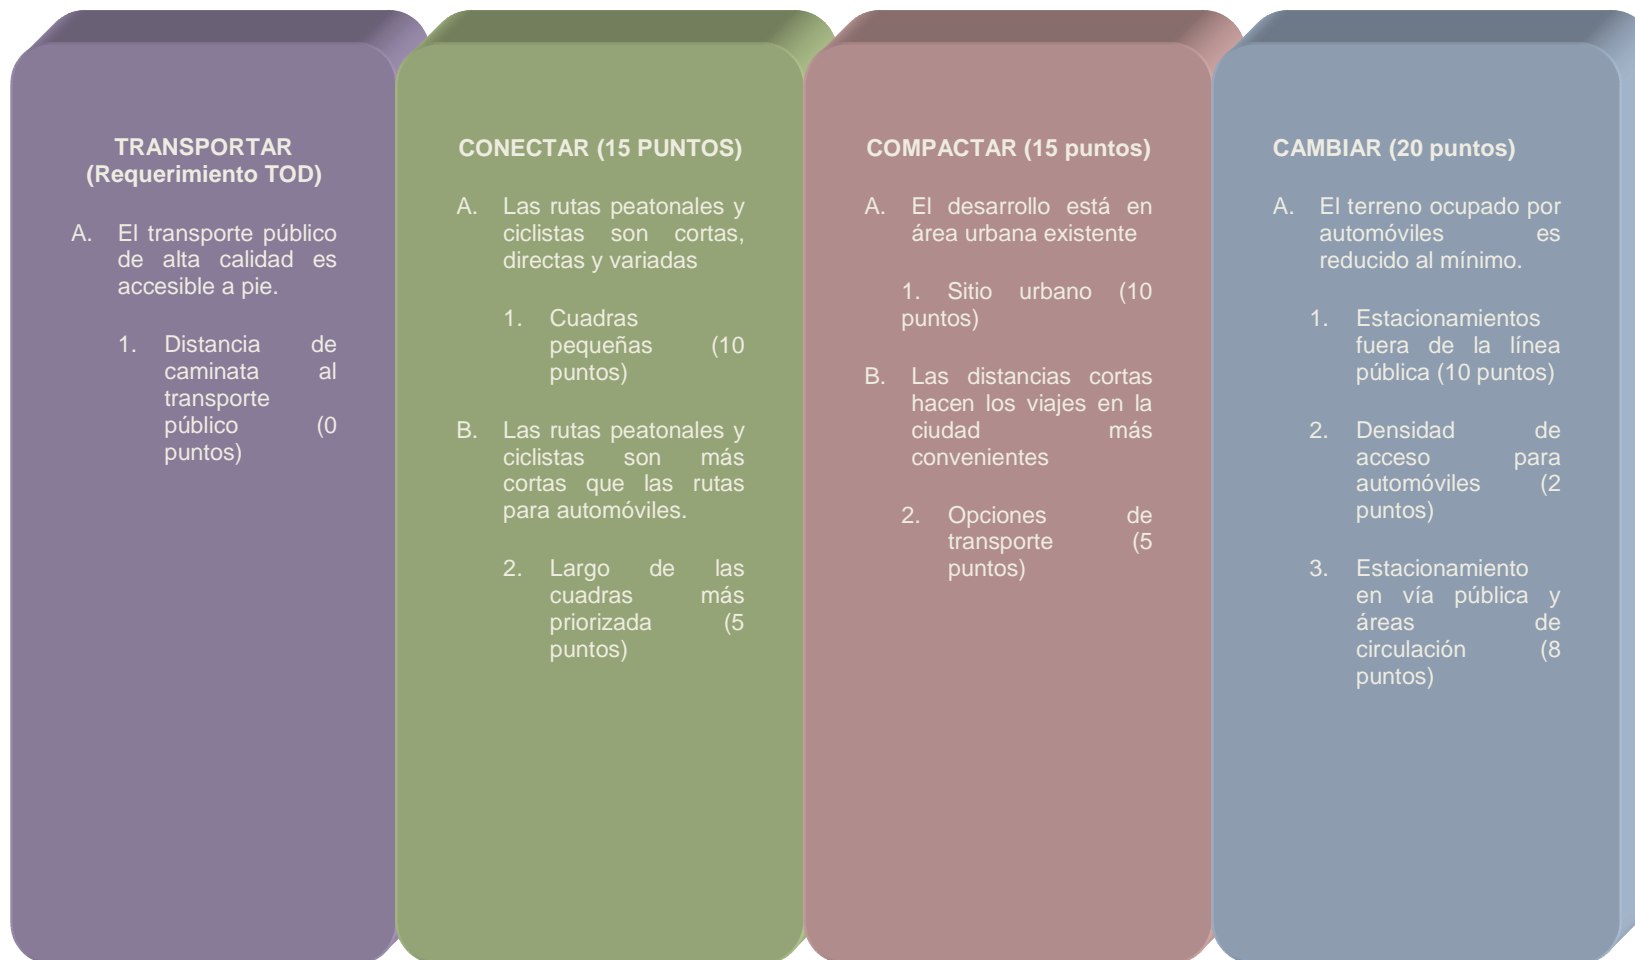 TRANSPORTAR
(Requerimiento TOD)
A. El transporte público
de alta calidad es
accesible a pie.
1. Distancia de
caminata al
transporte
público (0
puntos)
CONECTAR (15 PUNTOS)
A. Las rutas peatonales y
ciclistas son cortas,
directas y variadas
1. Cuadras
pequeñas (10
puntos)
B. Las rutas peatonales y
ciclistas son más
cortas que las rutas
para automóviles.
2. Largo de las
cuadras más
priorizada (5
puntos)
COMPACTAR (15 puntos)
A. El desarrollo está en
área urbana existente
1. Sitio urbano (10
puntos)
B. Las distancias cortas
hacen los viajes en la
ciudad más
convenientes
2. Opciones de
transporte (5
puntos)
CAMBIAR (20 puntos)
A. El terreno ocupado por
automóviles es
reducido al mínimo.
1. Estacionamientos
fuera de la línea
pública (10 puntos)
2. Densidad de
acceso para
automóviles (2
puntos)
3. Estacionamiento
en vía pública y
áreas de
circulación (8
puntos)